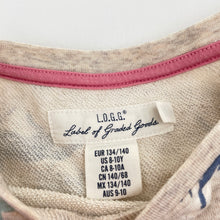 L.O.G.G.
Label of Graded Goods
EUR 134/140
US 8-10Y
CA 8-10A
CN 140/68
MX 134/140
AUS 9-10